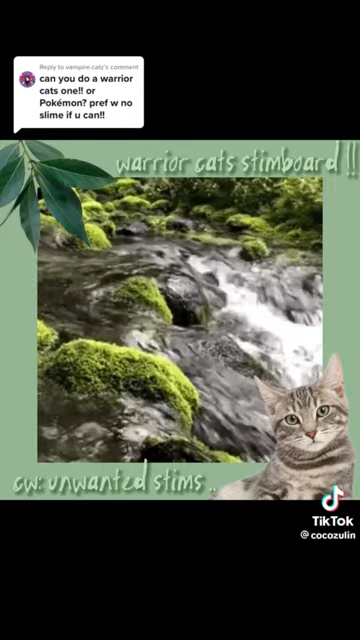 Reply to vampire.catz's comment
can you do a warrior
cats one!! or
Pokémon? pref w no
slime if u can!!
warrior cats stimboard !!
cw: unwanted stims ..
TikTok
@cocozulin